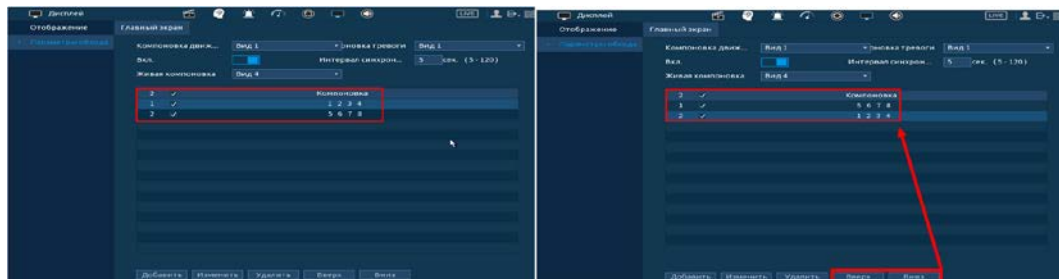 Дисплей
LIVE
Отображение
Главный экран
Параметры обхода
Компоновка движ... Вид 1
новка тревоги Вид 1
Вкл.
Интервал синхрон... 5 сек. (5-120)
Живая компоновка Вид 4
2 Компоновка
1 1 2 3 4
2 5 6 7 8
Добавить Изменить Удалить Вверх Вниз
Дисплей
LIVE
Отображение
Главный экран
Параметры обхода
Компоновка движ... Вид 1
новка тревоги Вид 1
Вкл.
Интервал синхрон... 5 сек. (5-120)
Живая компоновка Вид 4
2 Компоновка
1 5 6 7 8
2 1 2 3 4
Добавить Изменить Удалить Вверх Вниз